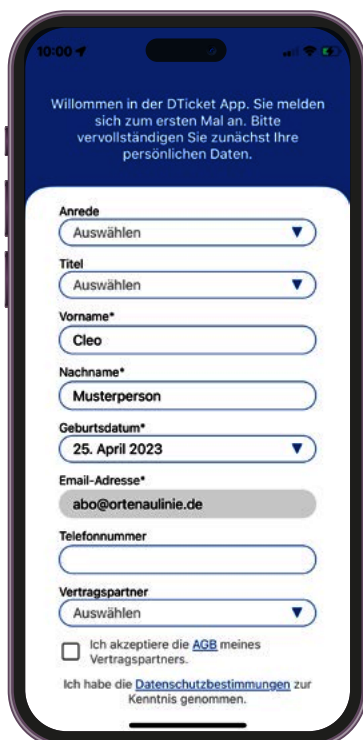 10:00
Willkommen in der DTicket App. Sie melden
sich zum ersten Mal an. Bitte
vervollständigen Sie zunächst Ihre
persönlichen Daten.
Anrede
Auswählen
Titel
Auswählen
Vorname*
Cleo
Nachname*
Musterperson
Geburtsdatum*
25. April 2023
Email-Adresse*
abo@ortenaulinie.de
Telefonnummer
Vertragspartner
Auswählen
Ich akzeptiere die AGB meines
Vertragspartners.
Ich habe die Datenschutzbestimmungen zur
Kenntnis genommen.